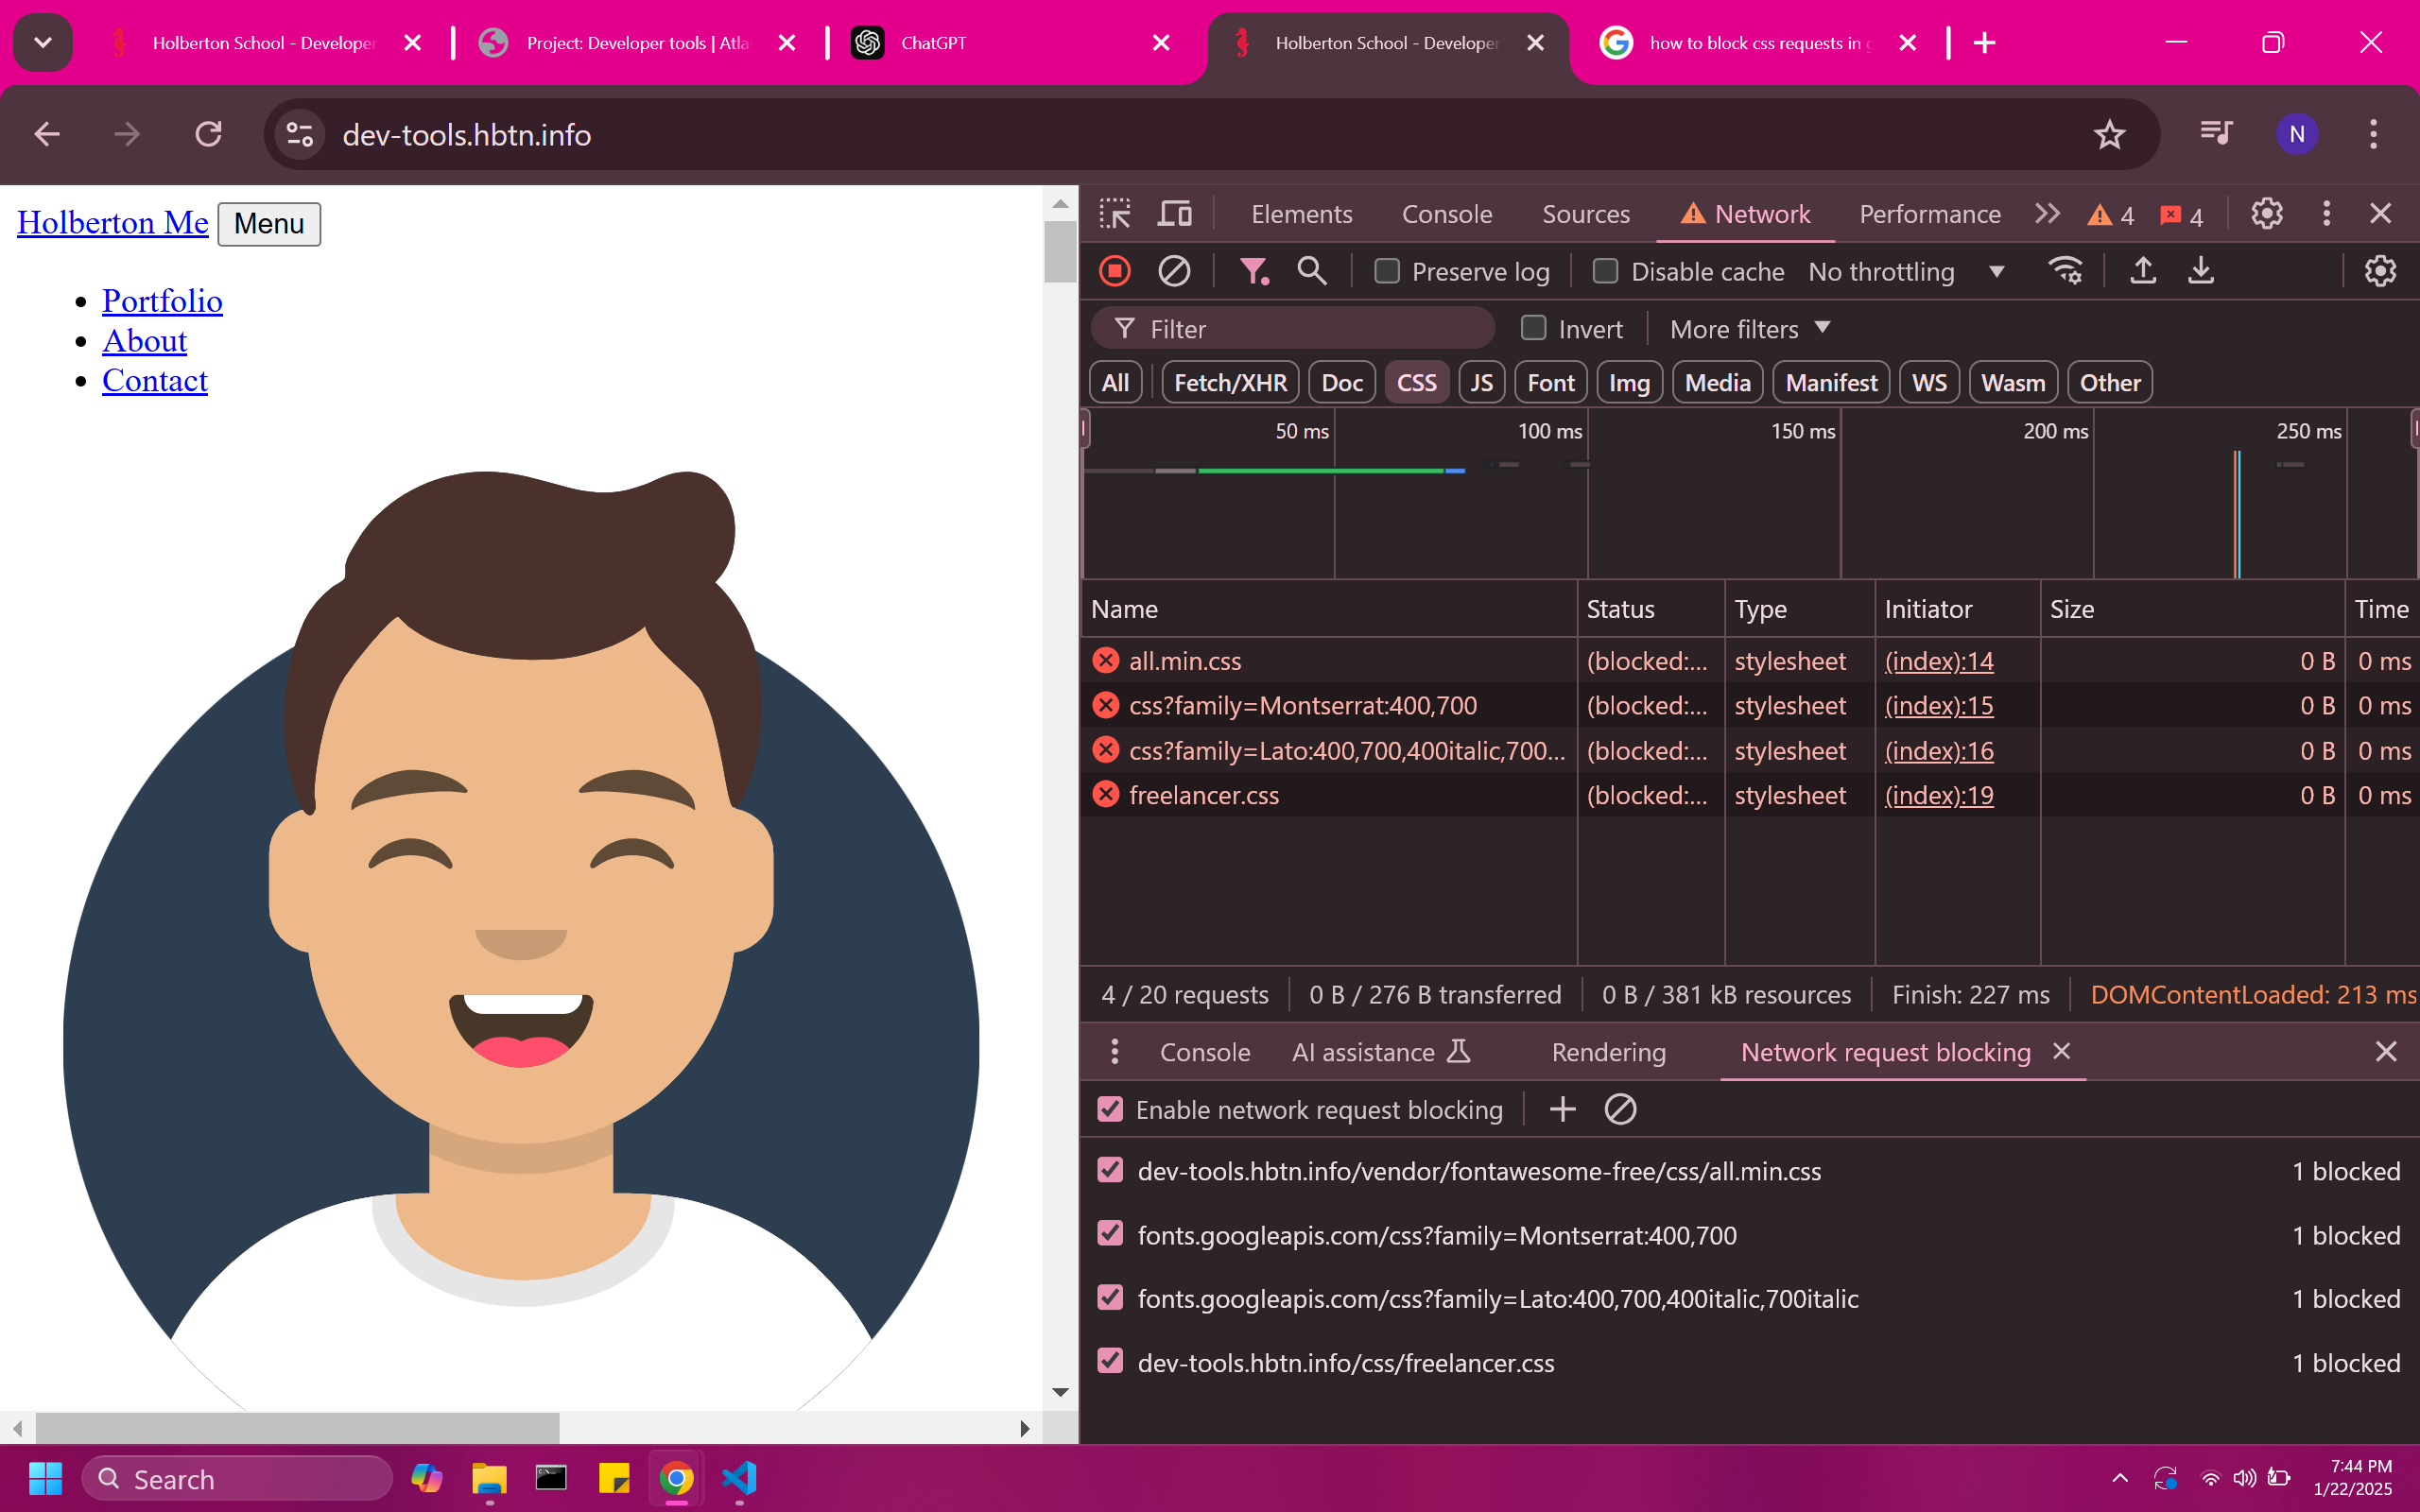 Holberton School - Developer
Project: Developer tools | Atla
ChatGPT
Holberton School - Developer
how to block css requests in g
dev-tools.hbtn.info
N
Holberton Me Menu
Portfolio
About
Contact
Elements Console Sources Network Performance 4 4
Preserve log Disable cache No throttling
Filter Invert More filters
All Fetch/XHR Doc CSS JS Font Img Media Manifest WS Wasm Other
50 ms 100 ms 150 ms 200 ms 250 ms
Name Status Type Initiator Size Time
all.min.css (blocked:... stylesheet (index):14 0 B 0 ms
css?family=Montserrat:400,700 (blocked:... stylesheet (index):15 0 B 0 ms
css?family=Lato:400,700,400italic,700... (blocked:... stylesheet (index):16 0 B 0 ms
freelancer.css (blocked:... stylesheet (index):19 0 B 0 ms
4 / 20 requests 0 B / 276 B transferred 0 B / 381 kB resources Finish: 227 ms DOMContentLoaded: 213 ms
Console AI assistance Rendering Network request blocking
Enable network request blocking
dev-tools.hbtn.info/vendor/fontawesome-free/css/all.min.css 1 blocked
fonts.googleapis.com/css?family=Montserrat:400,700 1 blocked
fonts.googleapis.com/css?family=Lato:400,700,400italic,700italic 1 blocked
dev-tools.hbtn.info/css/freelancer.css 1 blocked
Search
7:44 PM
1/22/2025